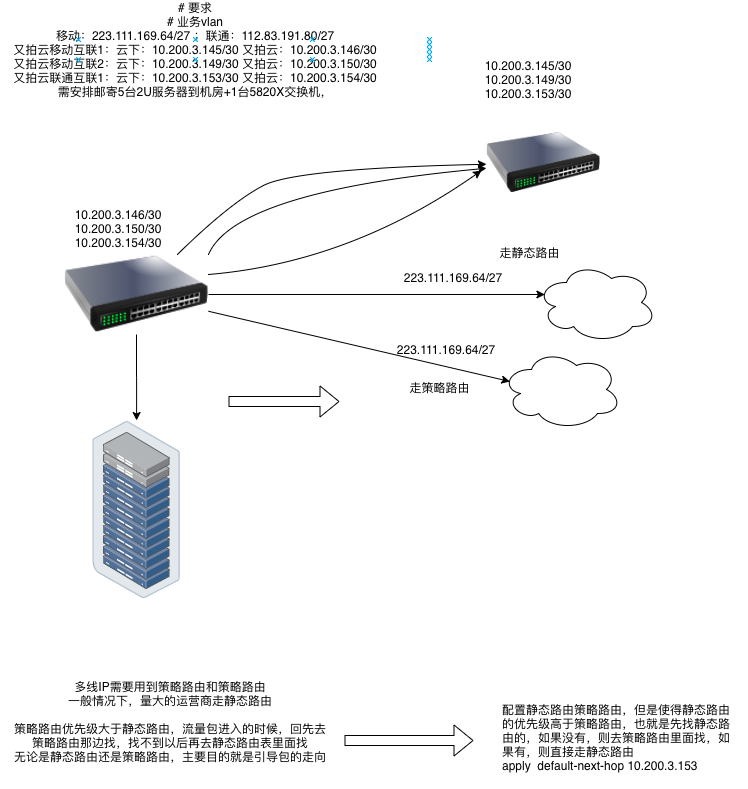 # 要求
# 业务vlan
移动：223.111.169.64/27 ；联通：112.83.191.80/27
又拍云移动互联1：云下：10.200.3.145/30 又拍云：10.200.3.146/30
又拍云移动互联2：云下：10.200.3.149/30 又拍云：10.200.3.150/30
又拍云联通互联1：云下：10.200.3.153/30 又拍云：10.200.3.154/30
需安排邮寄5台2U服务器到机房+1台5820X交换机，
10.200.3.145/30
10.200.3.149/30
10.200.3.153/30
10.200.3.146/30
10.200.3.150/30
10.200.3.154/30
走静态路由
223.111.169.64/27
223.111.169.64/27
走策略路由
多线IP需要用到策略路由和策略路由
一般情况下，量大的运营商走静态路由
策略路由优先级大于静态路由，流量包进入的时候，回先去
策略路由那边找，找不到以后再去静态路由表里面找
无论是静态路由还是策略路由，主要目的就是引导包的走向
配置静态路由策略路由，但是使得静态路由
的优先级高于策略路由，也就是先找静态路
由的，如果没有，则去策略路由里面找，如
果有，则直接走静态路由
apply default-next-hop 10.200.3.153